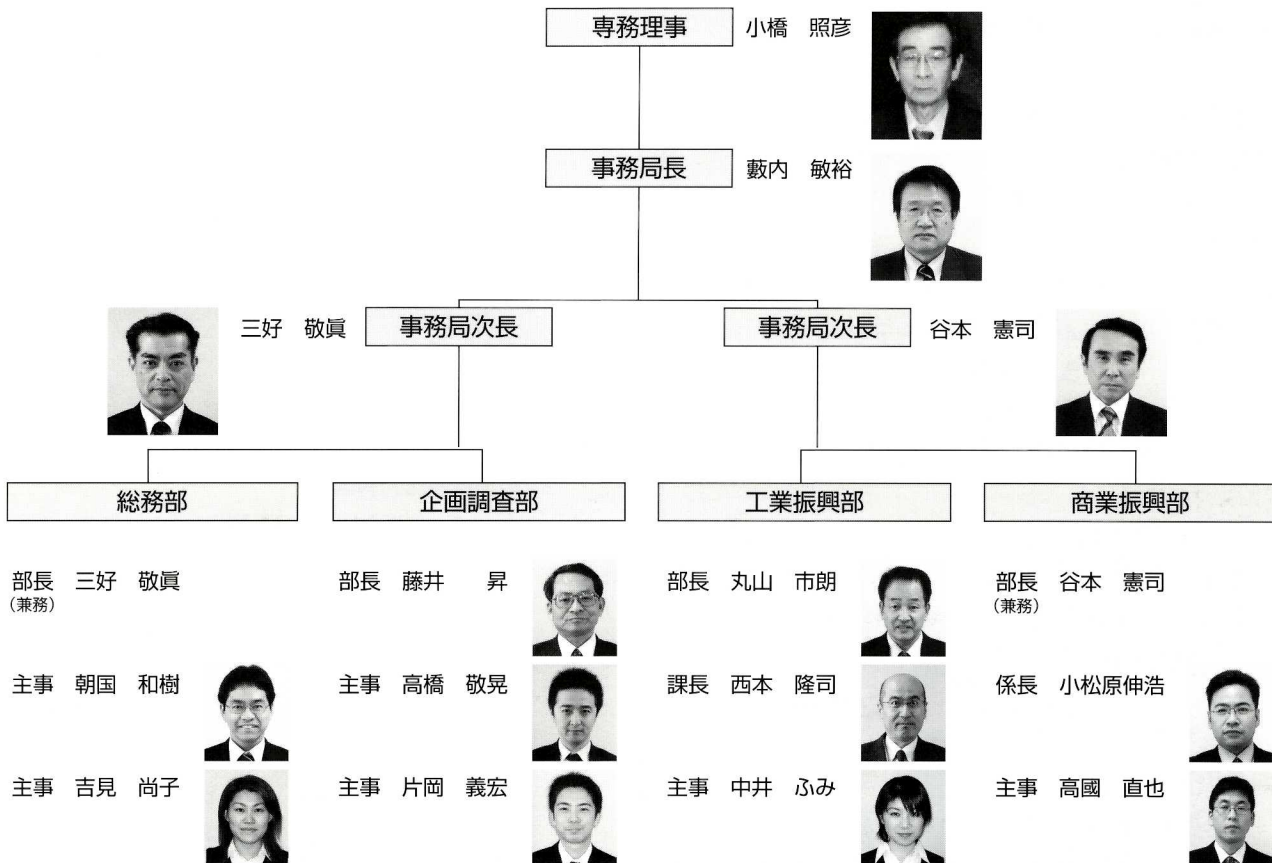 専務理事 小橋 照彦
事務局長 藪内 敏裕
三好 敬眞 事務局次長 事務局次長 谷本 憲司
総務部 企画調査部 工業振興部 商業振興部
部長 三好 敬眞 部長 藤井 昇 部長 丸山 市朗 部長 谷本 憲司
(兼務) (兼務)
主事 朝国 和樹 主事 高橋 敬晃 課長 西本 隆司 係長 小松原伸浩
主事 吉見 尚子 主事 片岡 義宏 主事 中井 ふみ 主事 高國 直也